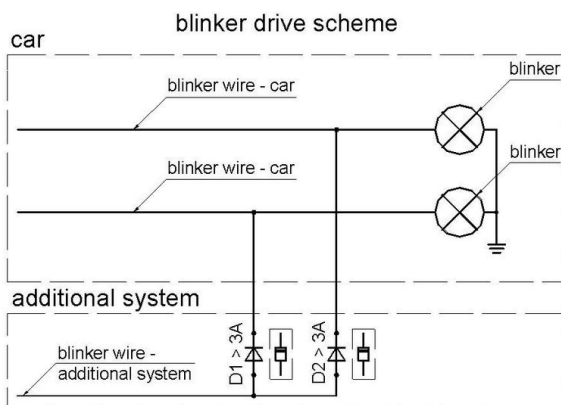 blinker drive scheme
car
blinker wire - car
blinker
blinker wire - car
blinker
additional system
blinker wire -
additional system
D1 > 3A
D2 > 3A